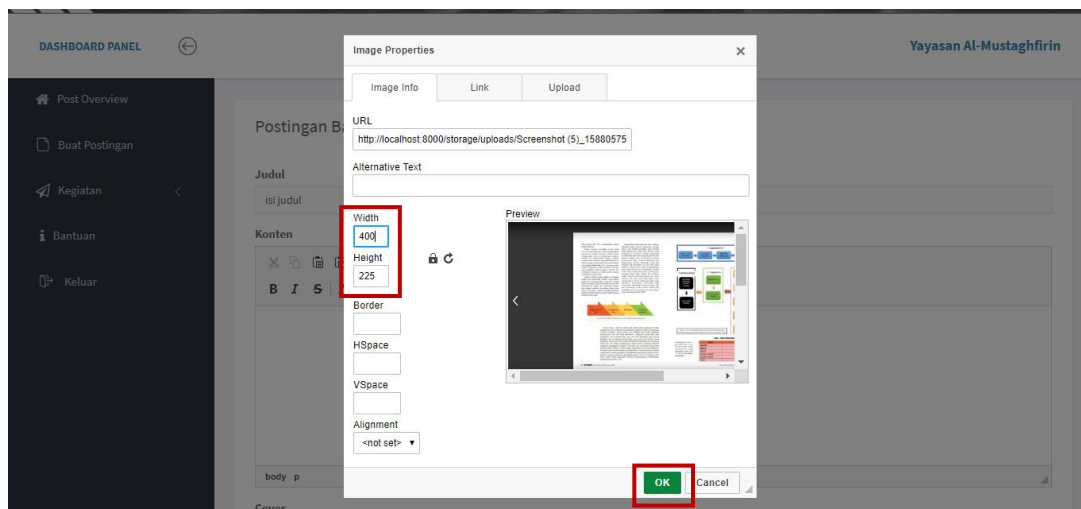 DASHBOARD PANEL
Yayasan Al-Mustaghfirin
Post Overview
Buat Postingan
Kegiatan
Bantuan
Keluar
Postingan Ba
Judul
isi judul
Konten
B I S
body p
Cover
Image Properties
Image Info Link Upload
URL
http://localhost:8000/storage/uploads/Screenshot (5)_15880575
Alternative Text
Width
400
Height
225
Border
HSpace
VSpace
Alignment
<not set>
Preview
OK Cancel